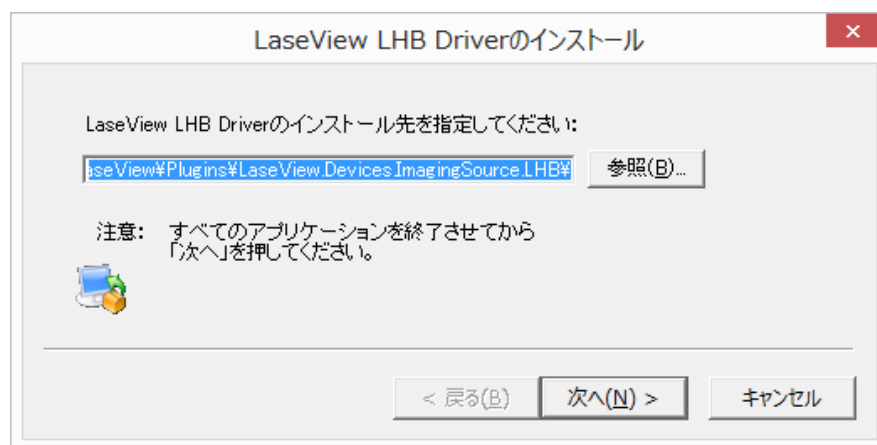 LaseView LHB Driverのインストール
LaseView LHB Driverのインストール先を指定してください:
aseView¥Plugins¥LaseView.Devices.ImagingSource.LHB¥
参照(B)...
注意: すべてのアプリケーションを終了させてから
「次へ」を押してください。
< 戻る(B) 次へ(N) > キャンセル